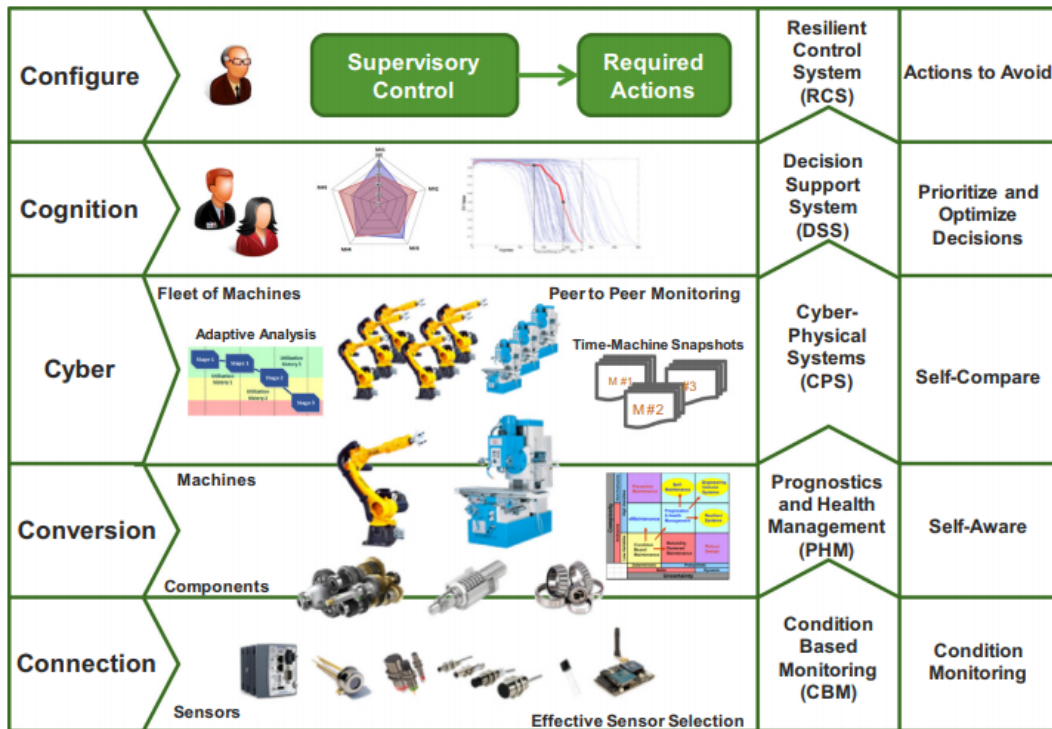 Configure
Supervisory
Control
Required
Actions
Resilient
Control
System
(RCS)
Actions to Avoid
Cognition
Decision
Support
System
(DSS)
Prioritize and
Optimize
Decisions
Cyber
Fleet of Machines
Peer to Peer Monitoring
Adaptive Analysis
Time-Machine Snapshots
M #1
#3
M #2
Cyber-
Physical
Systems
(CPS)
Self-Compare
Conversion
Machines
Components
Uncertainty
Prognostics
and Health
Management
(PHM)
Self-Aware
Connection
Sensors
Effective Sensor Selection
Condition
Based
Monitoring
(CBM)
Condition
Monitoring